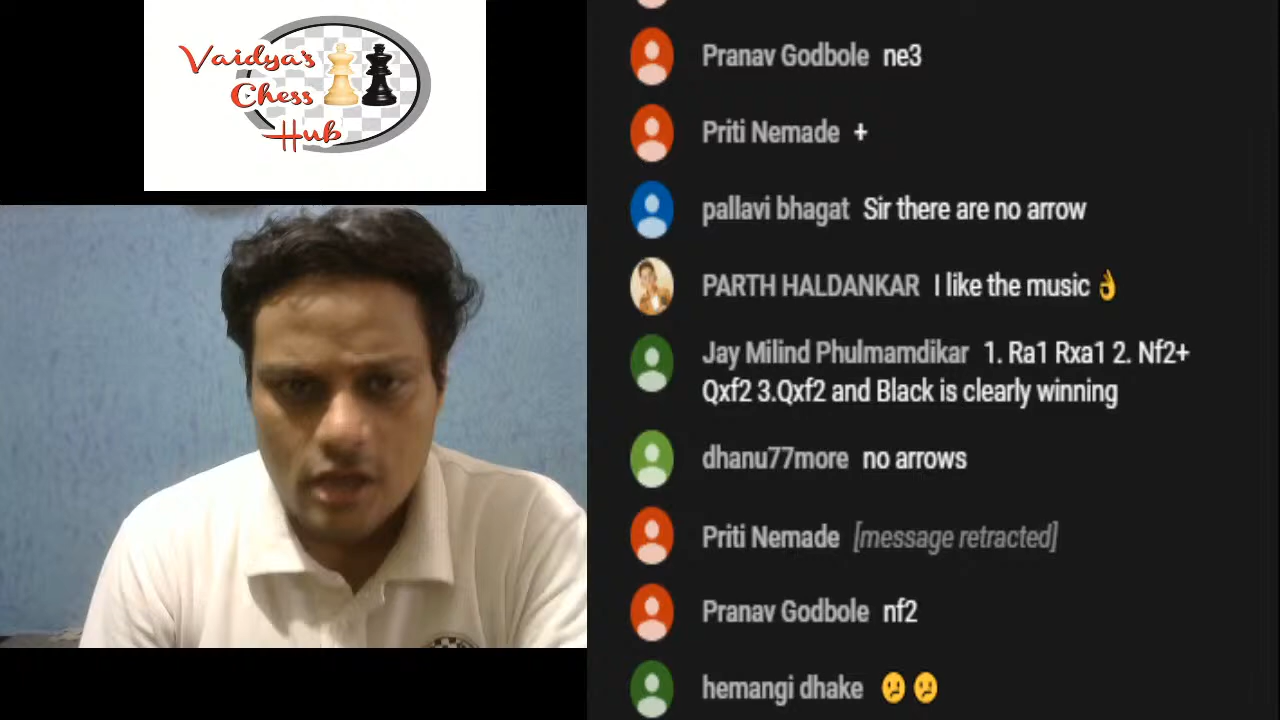 Vaidya's
Chess
Hub
Pranav Godbole ne3
Priti Nemade +
pallavi bhagat Sir there are no arrow
PARTH HALDANKAR I like the music 👌
Jay Milind Phulmamdikar 1. Ra1 Rxa1 2. Nf2+
Qxf2 3.Qxf2 and Black is clearly winning
dhanu77more no arrows
Priti Nemade [message retracted]
Pranav Godbole nf2
hemangi dhake 🫤🫤